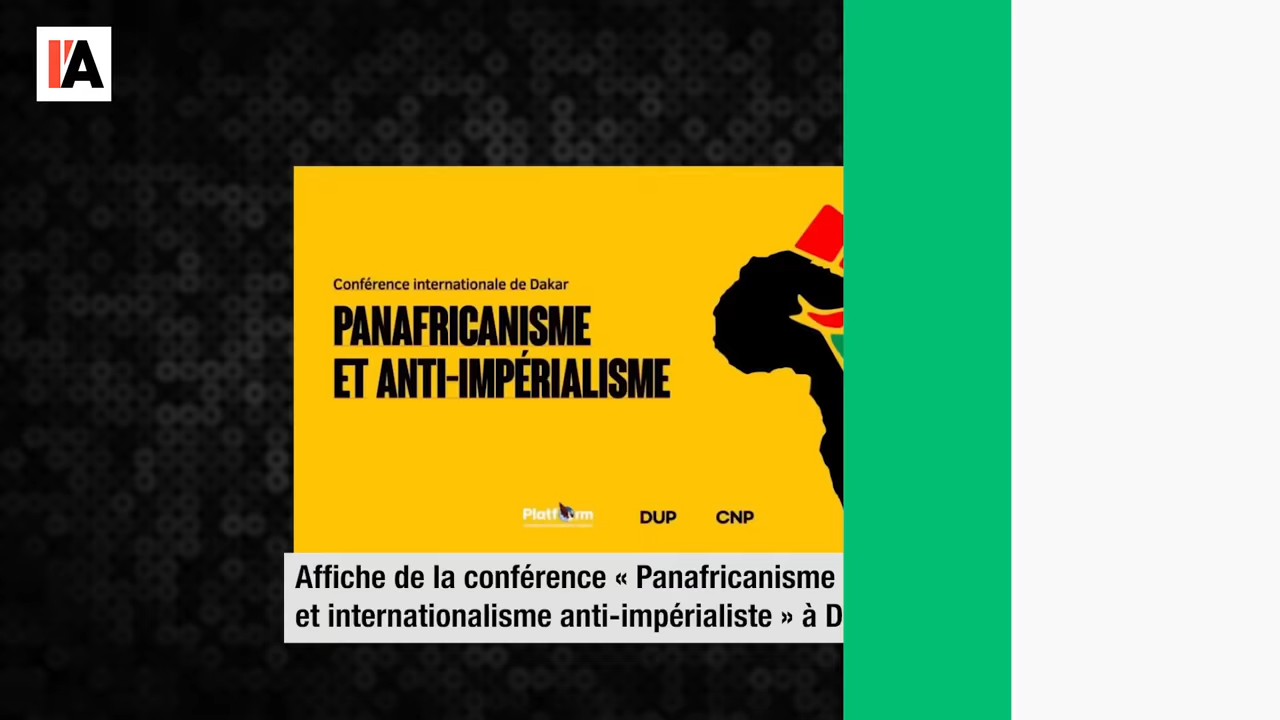 I'A
Conférence internationale de Dakar
PANAFRICANISME
ET ANTI-IMPÉRIALISME
Platform
DUP
CNP
Affiche de la conférence « Panafricanisme
et internationalisme anti-impérialiste » à D